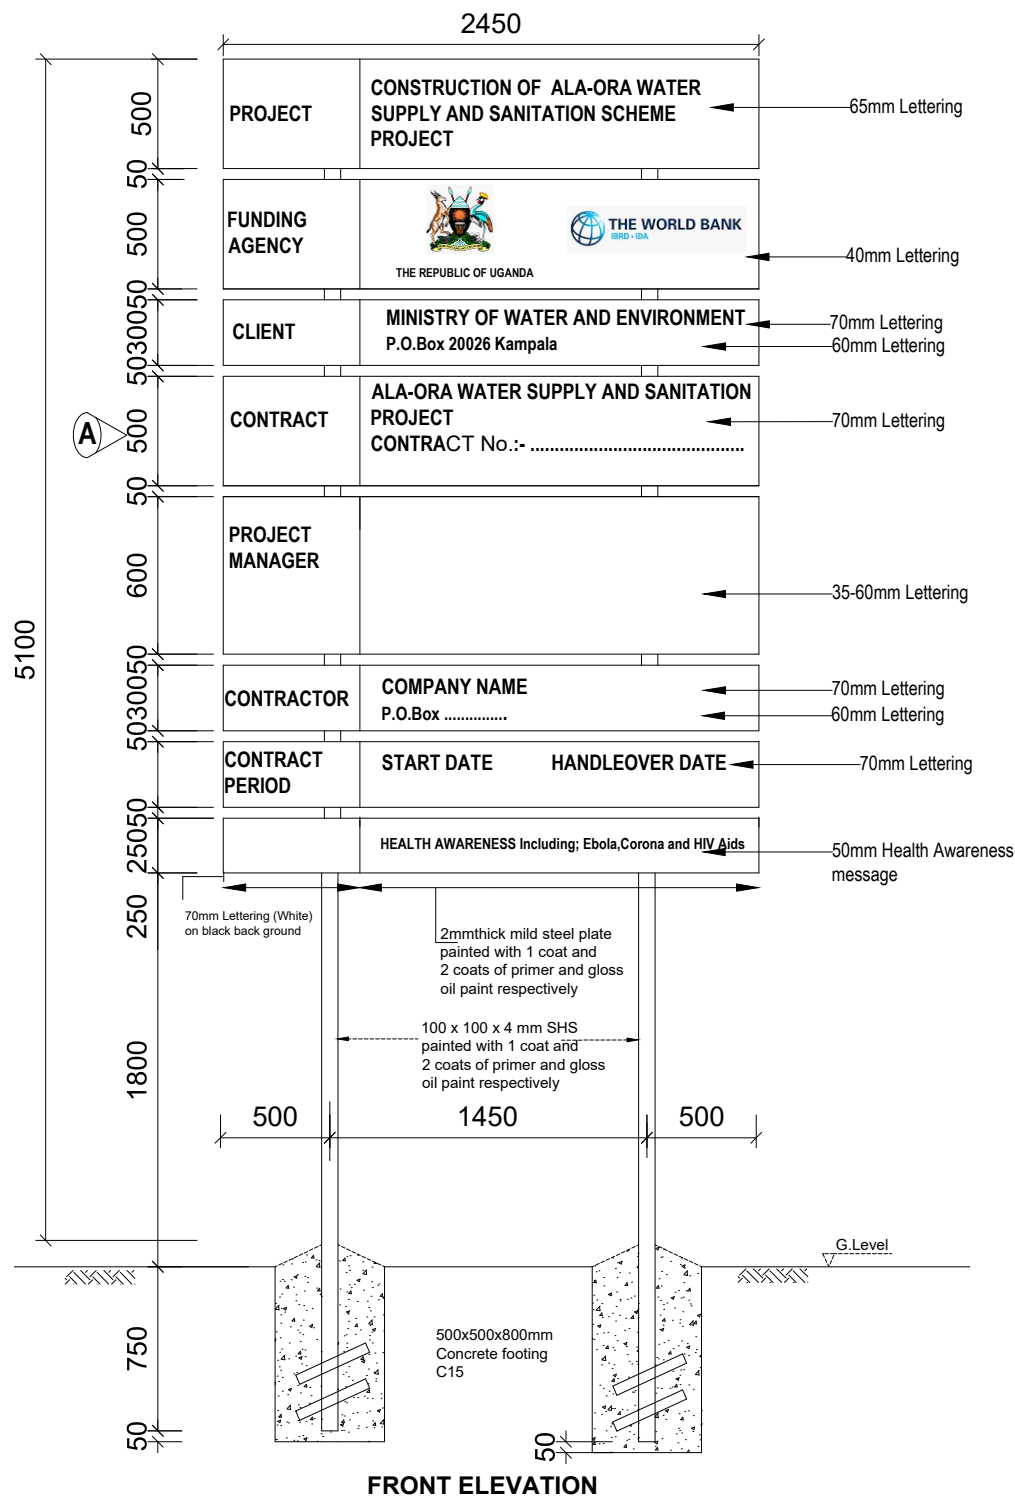 2450
500
PROJECT
CONSTRUCTION OF ALA-ORA WATER
SUPPLY AND SANITATION SCHEME
PROJECT
65mm Lettering
50
500
FUNDING
AGENCY
THE REPUBLIC OF UGANDA
THE WORLD BANK
IBRD • IDA
40mm Lettering
50
300
CLIENT
MINISTRY OF WATER AND ENVIRONMENT
P.O.Box 20026 Kampala
70mm Lettering
60mm Lettering
50
A
500
CONTRACT
ALA-ORA WATER SUPPLY AND SANITATION
PROJECT
CONTRACT No.:- ............................................
70mm Lettering
50
600
PROJECT
MANAGER
35-60mm Lettering
5100
50
300
CONTRACTOR
COMPANY NAME
P.O.Box ...............
70mm Lettering
60mm Lettering
50
CONTRACT
PERIOD
START DATE HANDLEOVER DATE
70mm Lettering
50
250
HEALTH AWARENESS Including; Ebola,Corona and HIV Aids
50mm Health Awareness
message
250
70mm Lettering (White)
on black back ground
2mmthick mild steel plate
painted with 1 coat and
2 coats of primer and gloss
oil paint respectively
1800
100 x 100 x 4 mm SHS
painted with 1 coat and
2 coats of primer and gloss
oil paint respectively
500 1450 500
G.Level
750
500x500x800mm
Concrete footing
C15
50
50
FRONT ELEVATION